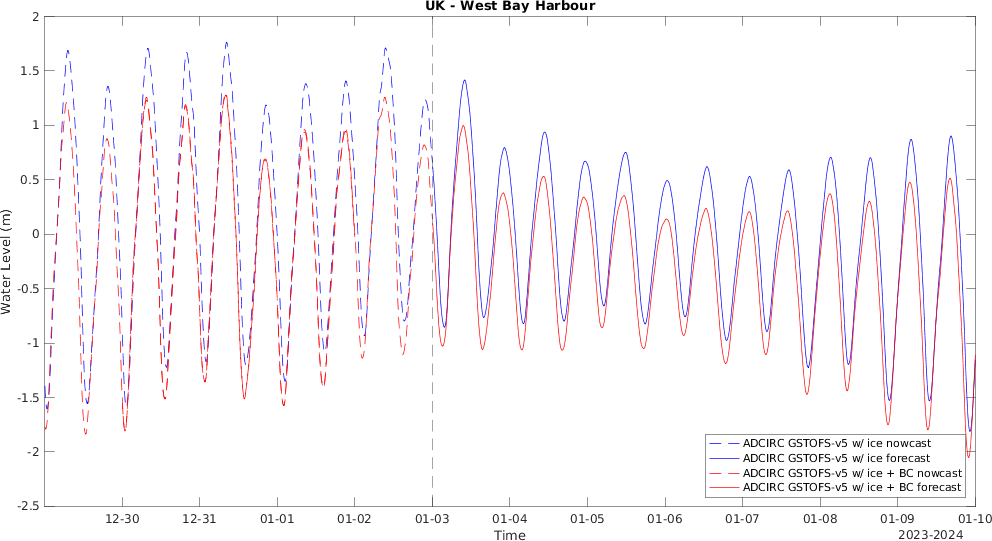 UK - West Bay Harbour
2
1.5
1
0.5
0
-0.5
-1
-1.5
-2
-2.5
Water Level (m)
ADCIRC GSTOFS-v5 w/ ice nowcast
ADCIRC GSTOFS-v5 w/ ice forecast
ADCIRC GSTOFS-v5 w/ ice + BC nowcast
ADCIRC GSTOFS-v5 w/ ice + BC forecast
12-30 12-31 01-01 01-02 01-03 01-04 01-05 01-06 01-07 01-08 01-09 01-10
Time
2023-2024